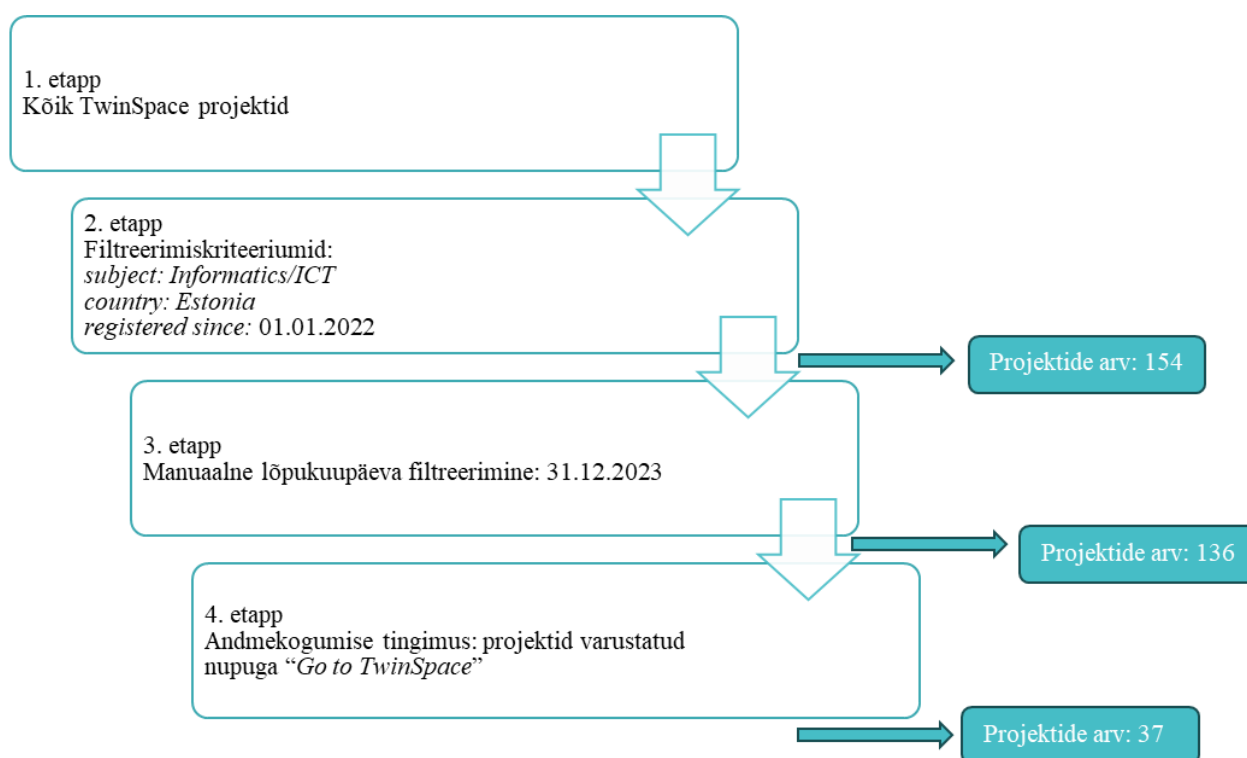 1. etapp
Kõik TwinSpace projektid
2. etapp
Filtreerimiskriteeriumid:
subject: Informatics/ICT
country: Estonia
registered since: 01.01.2022
Projektide arv: 154
3. etapp
Manuaalne lõpukuupäeva filtreerimine: 31.12.2023
Projektide arv: 136
4. etapp
Andmekogumise tingimus: projektid varustatud
nupuga “Go to TwinSpace”
Projektide arv: 37